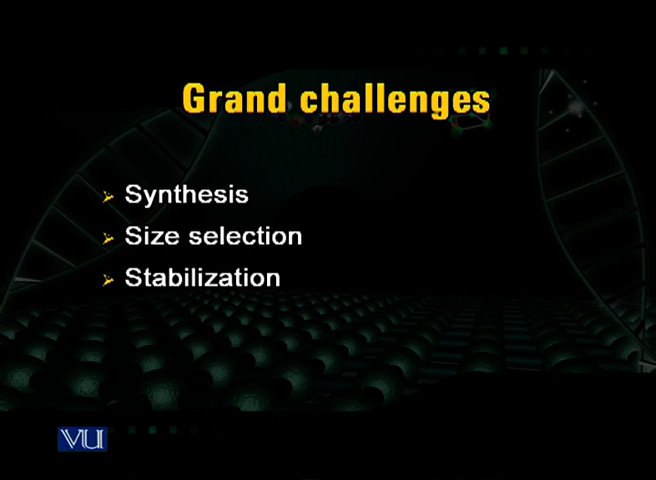 Grand challenges
Synthesis
Size selection
Stabilization
VU